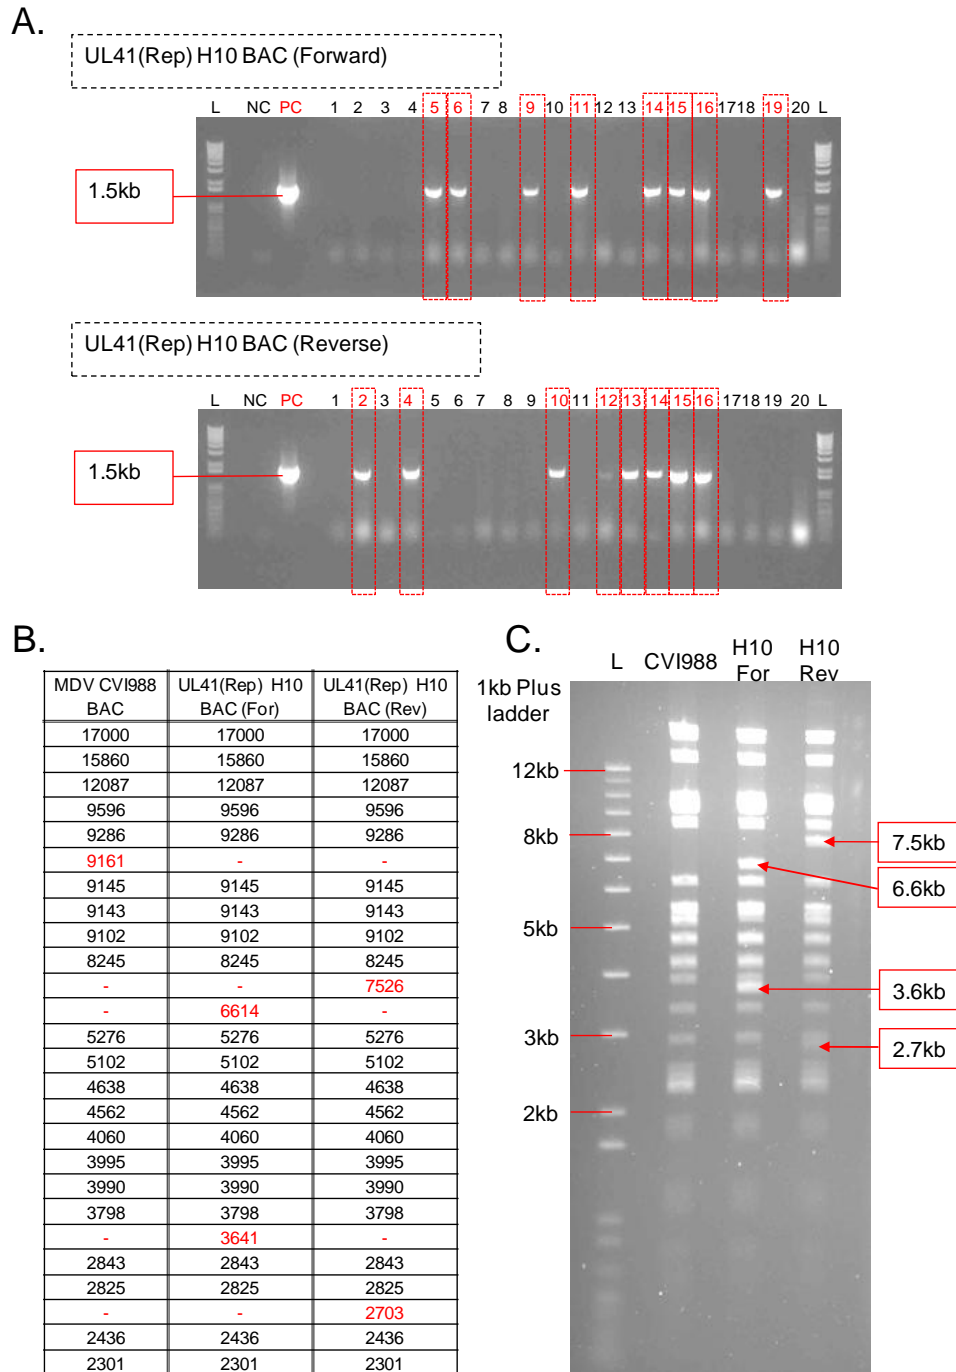 A.
UL41(Rep) H10 BAC (Forward)
L NC PC 1 2 3 4 5 6 7 8 9 10 11 12 13 14 15 16 17 18 19 20 L
1.5kb
UL41(Rep) H10 BAC (Reverse)
L NC PC 1 2 3 4 5 6 7 8 9 10 11 12 13 14 15 16 17 18 19 20 L
1.5kb
B.
MDV CVI988 BAC UL41(Rep) H10 BAC (For) UL41(Rep) H10 BAC (Rev)
17000 17000 17000
15860 15860 15860
12087 12087 12087
9596 9596 9596
9286 9286 9286
9161 - -
9145 9145 9145
9143 9143 9143
9102 9102 9102
8245 8245 8245
- - 7526
- 6614 -
5276 5276 5276
5102 5102 5102
4638 4638 4638
4562 4562 4562
4060 4060 4060
3995 3995 3995
3990 3990 3990
3798 3798 3798
- 3641 -
2843 2843 2843
2825 2825 2825
- - 2703
2436 2436 2436
2301 2301 2301
C.
L CVI988 H10 For H10 Rev
1kb Plus
ladder
12kb
8kb
5kb
3kb
2kb
7.5kb
6.6kb
3.6kb
2.7kb